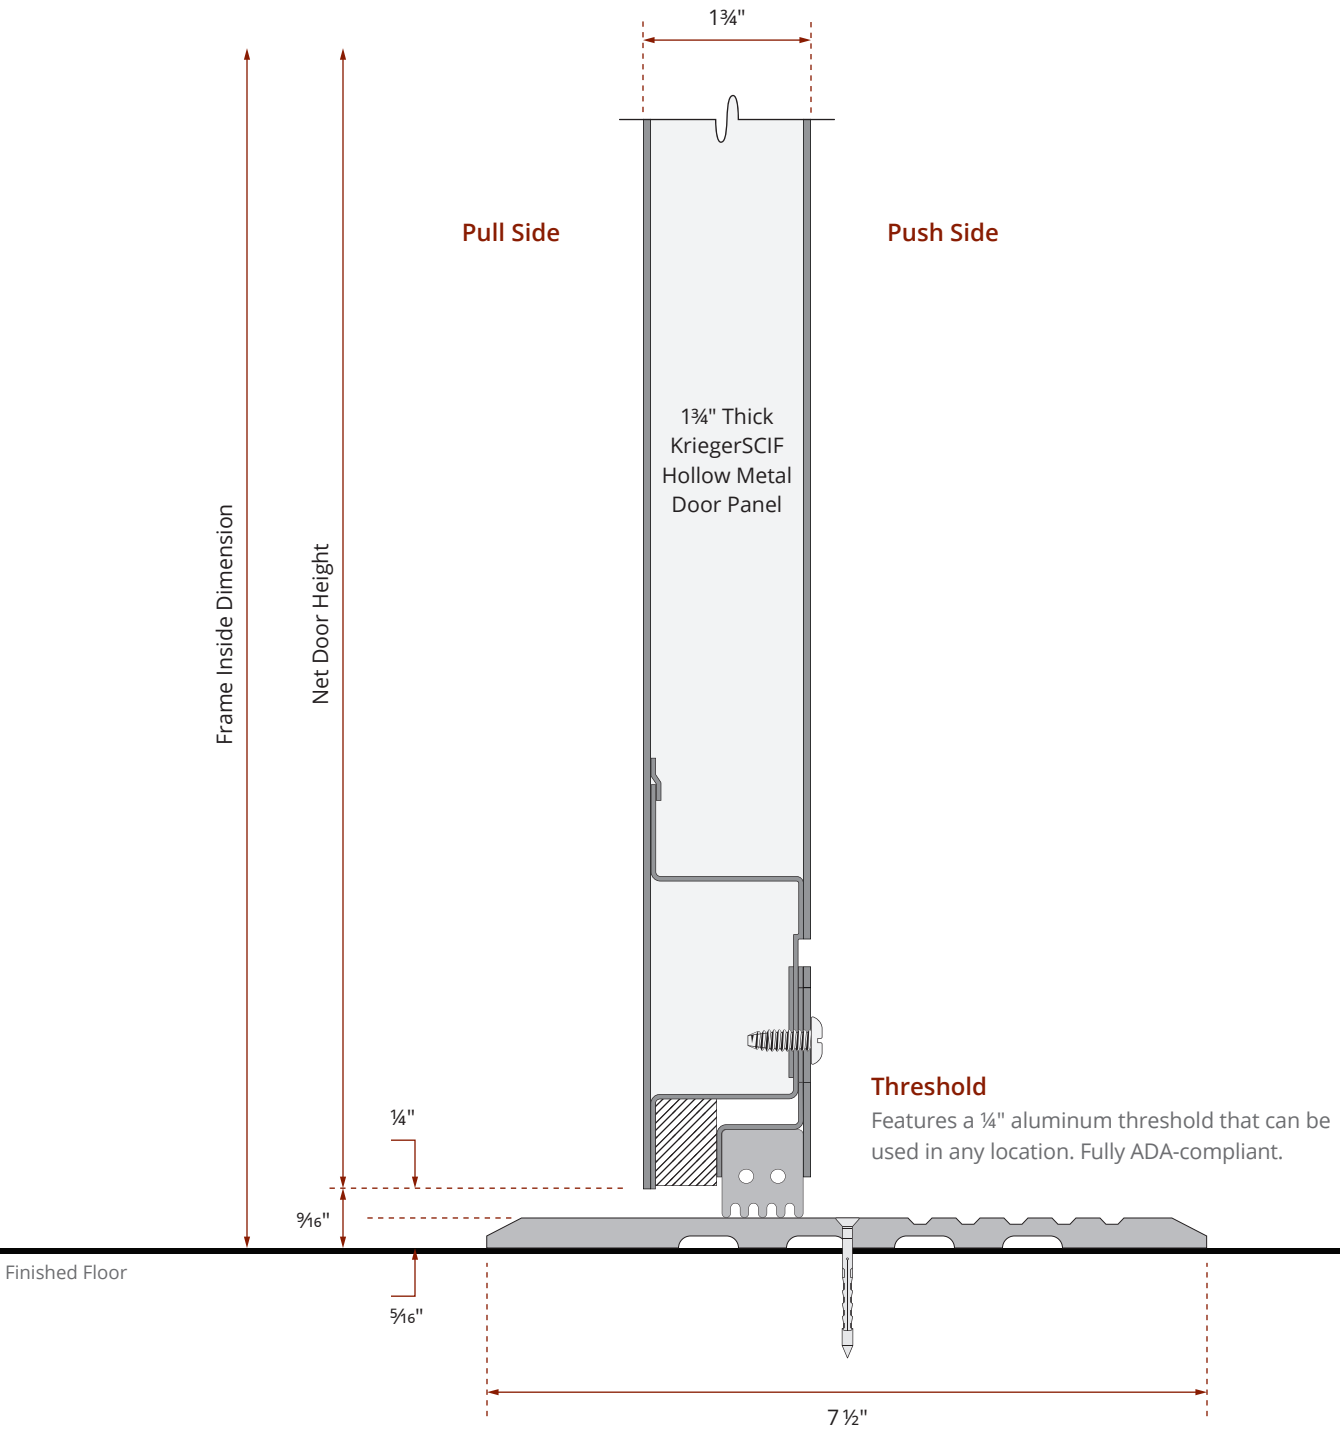 1¾"
Pull Side
Push Side
1¾" Thick
KriegerSCIF
Hollow Metal
Door Panel
Frame Inside Dimension
Net Door Height
Threshold
Features a ¼" aluminum threshold that can be
used in any location. Fully ADA-compliant.
¼"
9⁄16"
Finished Floor
5⁄16"
7 ½"